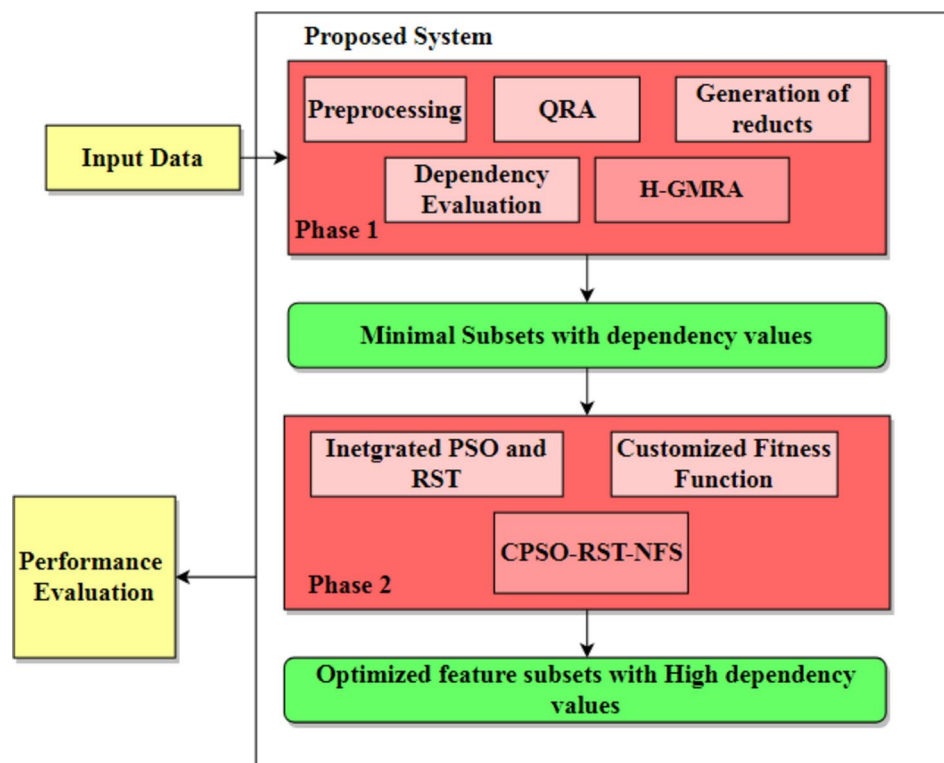 Proposed System
Preprocessing
QRA
Generation of
reducts
Input Data
Dependency
Evaluation
H-GMRA
Phase 1
Minimal Subsets with dependency values
Inetgrated PSO and
RST
Customized Fitness
Function
CPSO-RST-NFS
Performance
Evaluation
Phase 2
Optimized feature subsets with High dependency
values